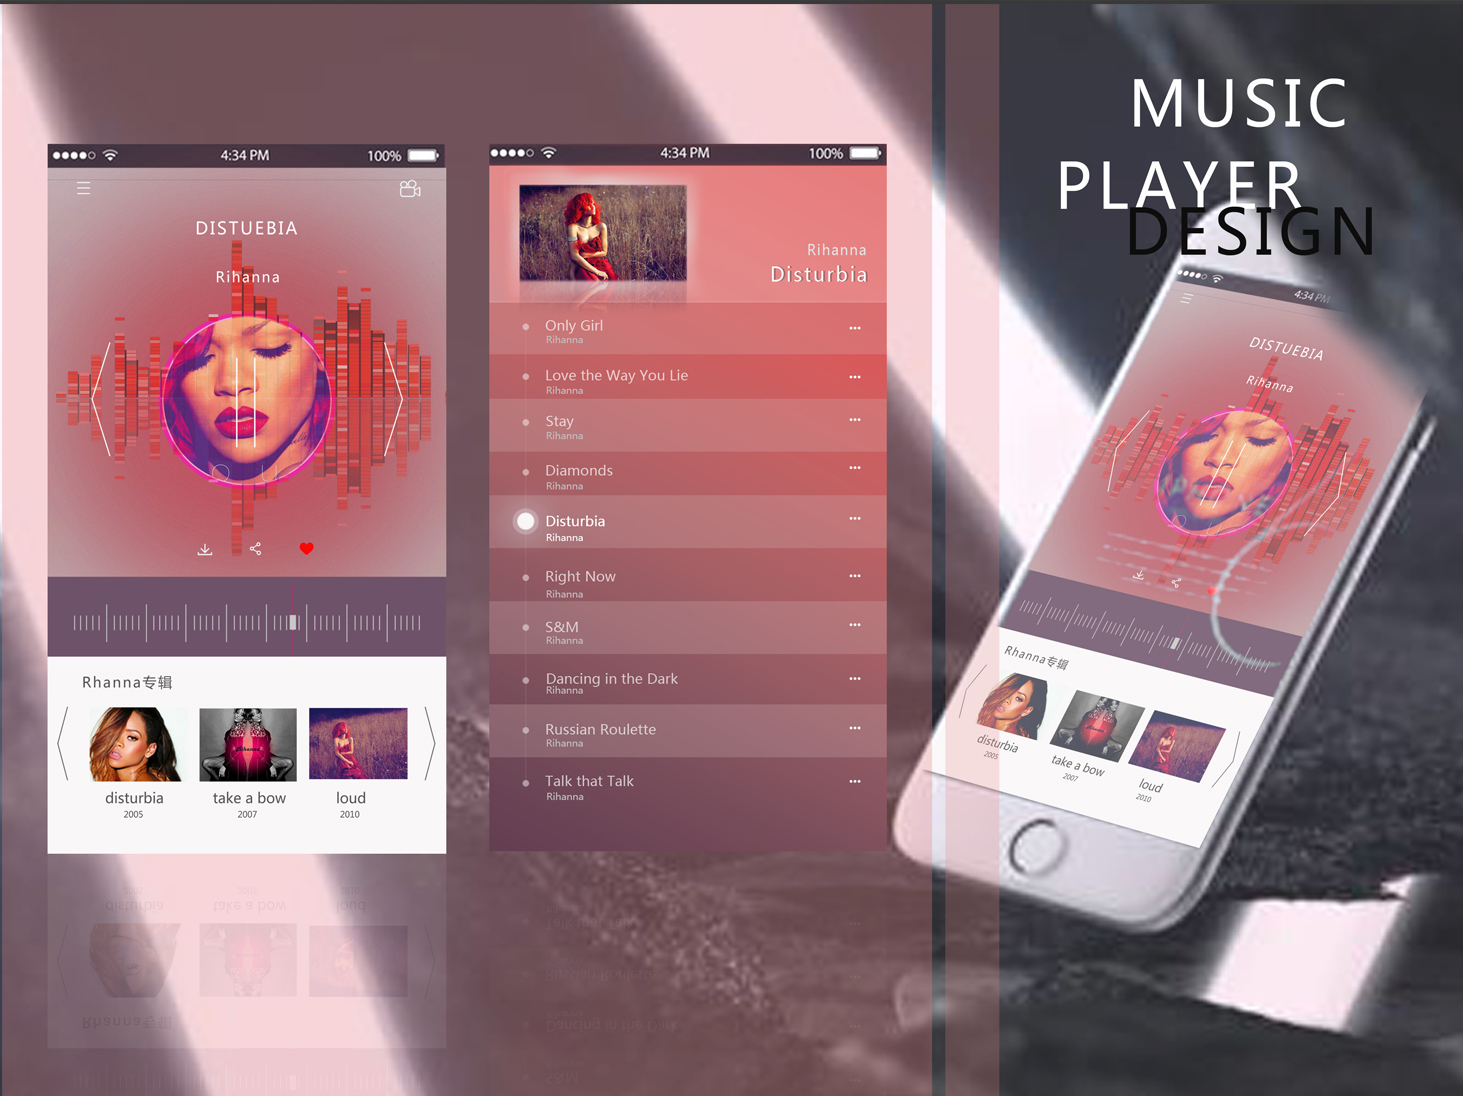 MUSIC
PLAYER
DESIGN
4:34 PM
100%
DISTUEBIA
Rihanna
Rhanna专辑
disturbia
2005
take a bow
2007
loud
2010
4:34 PM
100%
Rihanna
Disturbia
Only Girl
Rihanna
Love the Way You Lie
Rihanna
Stay
Rihanna
Diamonds
Rihanna
Disturbia
Rihanna
Right Now
Rihanna
S&M
Rihanna
Dancing in the Dark
Rihanna
Russian Roulette
Rihanna
Talk that Talk
Rihanna
4:34 PM
DISTUEBIA
Rihanna
Rhanna专辑
disturbia
2005
take a bow
2007
loud
2010